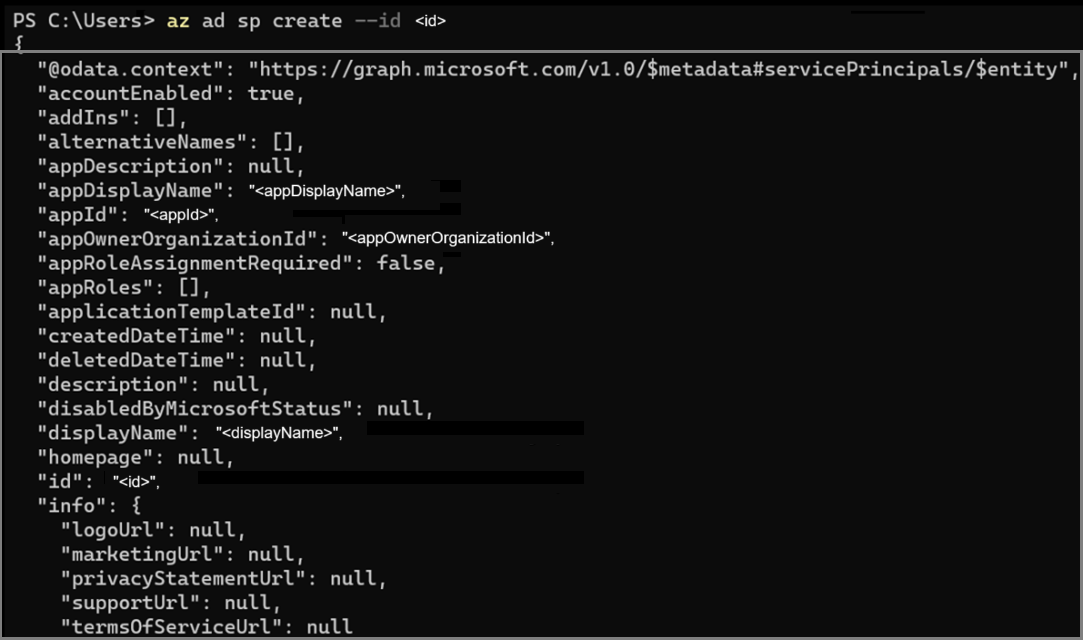 PS C:\Users> az ad sp create --id <id>
{
"@odata.context": "https://graph.microsoft.com/v1.0/$metadata#servicePrincipals/$entity",
"accountEnabled": true,
"addIns": [],
"alternativeNames": [],
"appDescription": null,
"appDisplayName": "<appDisplayName>",
"appId": "<appId>",
"appOwnerOrganizationId": "<appOwnerOrganizationId>",
"appRoleAssignmentRequired": false,
"appRoles": [],
"applicationTemplateId": null,
"createdDateTime": null,
"deletedDateTime": null,
"description": null,
"disabledByMicrosoftStatus": null,
"displayName": "<displayName>",
"homepage": null,
"id": "<id>",
"info": {
"logoUrl": null,
"marketingUrl": null,
"privacyStatementUrl": null,
"supportUrl": null,
"termsOfServiceUrl": null